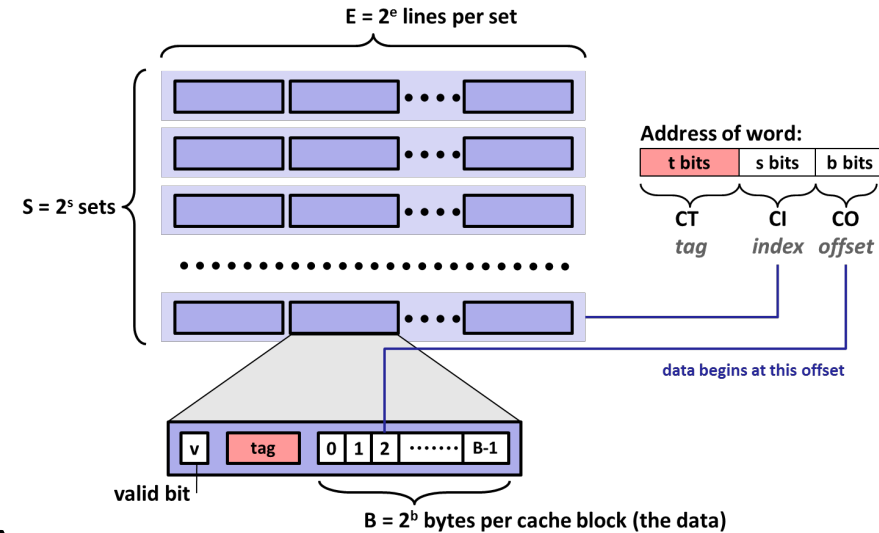 E = 2ᵉ lines per set
S = 2ˢ sets
Address of word:
t bits s bits b bits
CT CI CO
tag index offset
data begins at this offset
v tag 0 1 2 ······· B-1
valid bit
B = 2ᵇ bytes per cache block (the data)